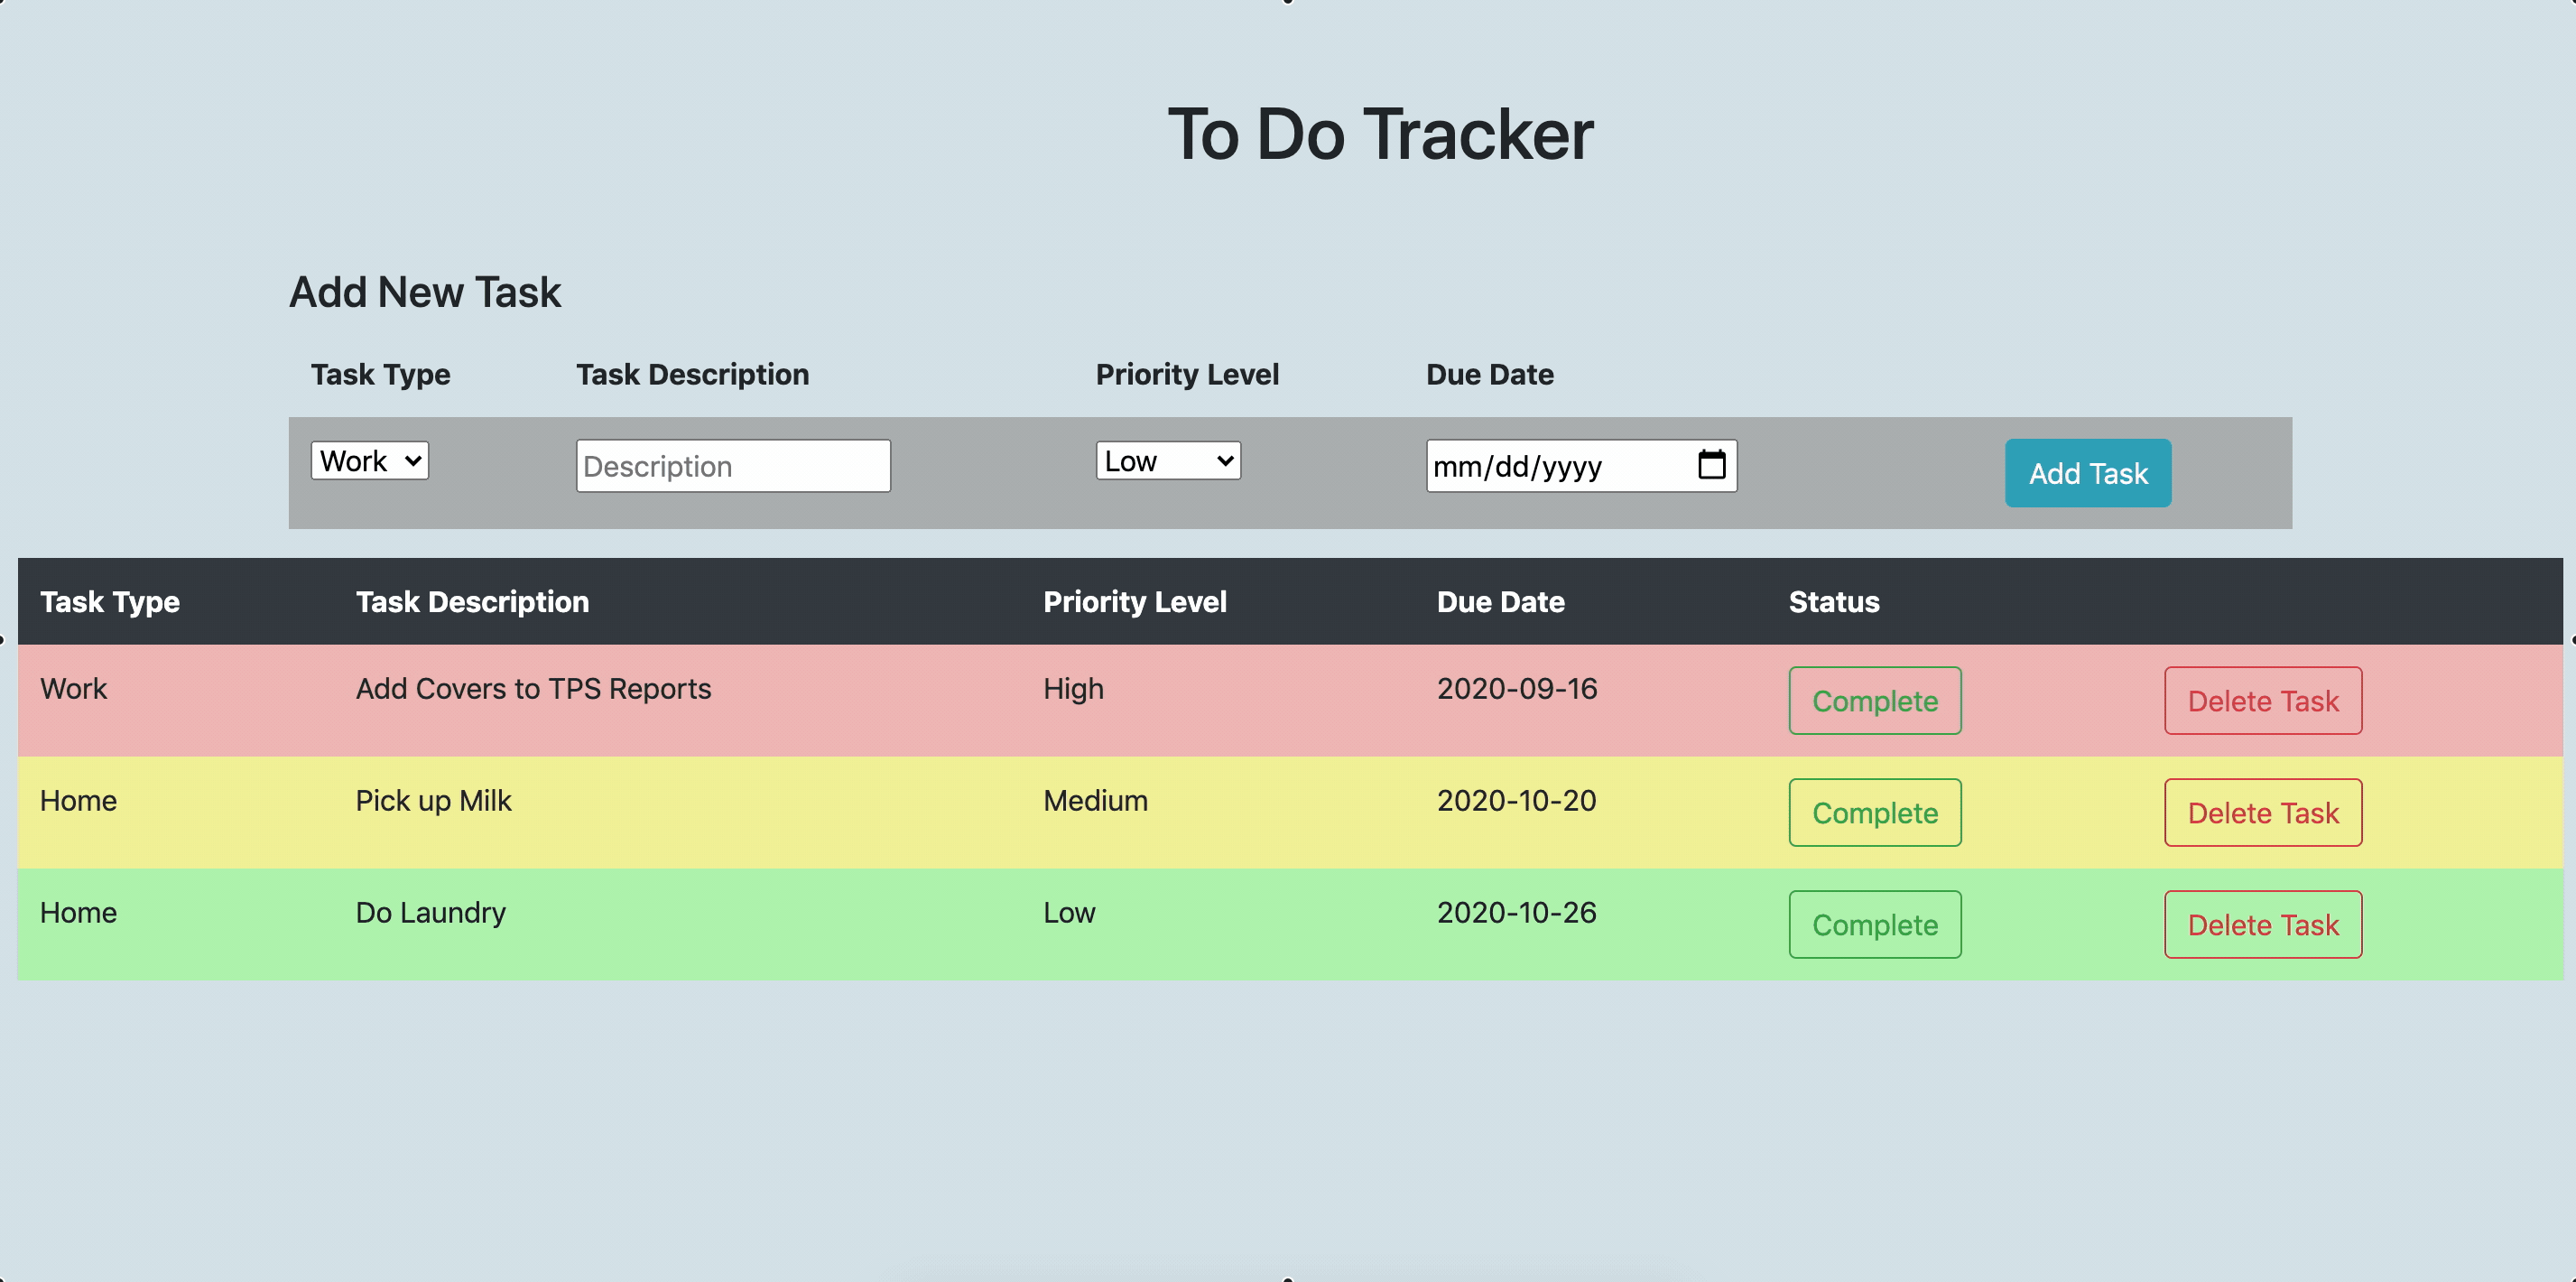 To Do Tracker
Add New Task
Task Type Task Description Priority Level Due Date
Work Description Low mm/dd/yyyy Add Task
Task Type Task Description Priority Level Due Date Status
Work Add Covers to TPS Reports High 2020-09-16 Complete Delete Task
Home Pick up Milk Medium 2020-10-20 Complete Delete Task
Home Do Laundry Low 2020-10-26 Complete Delete Task